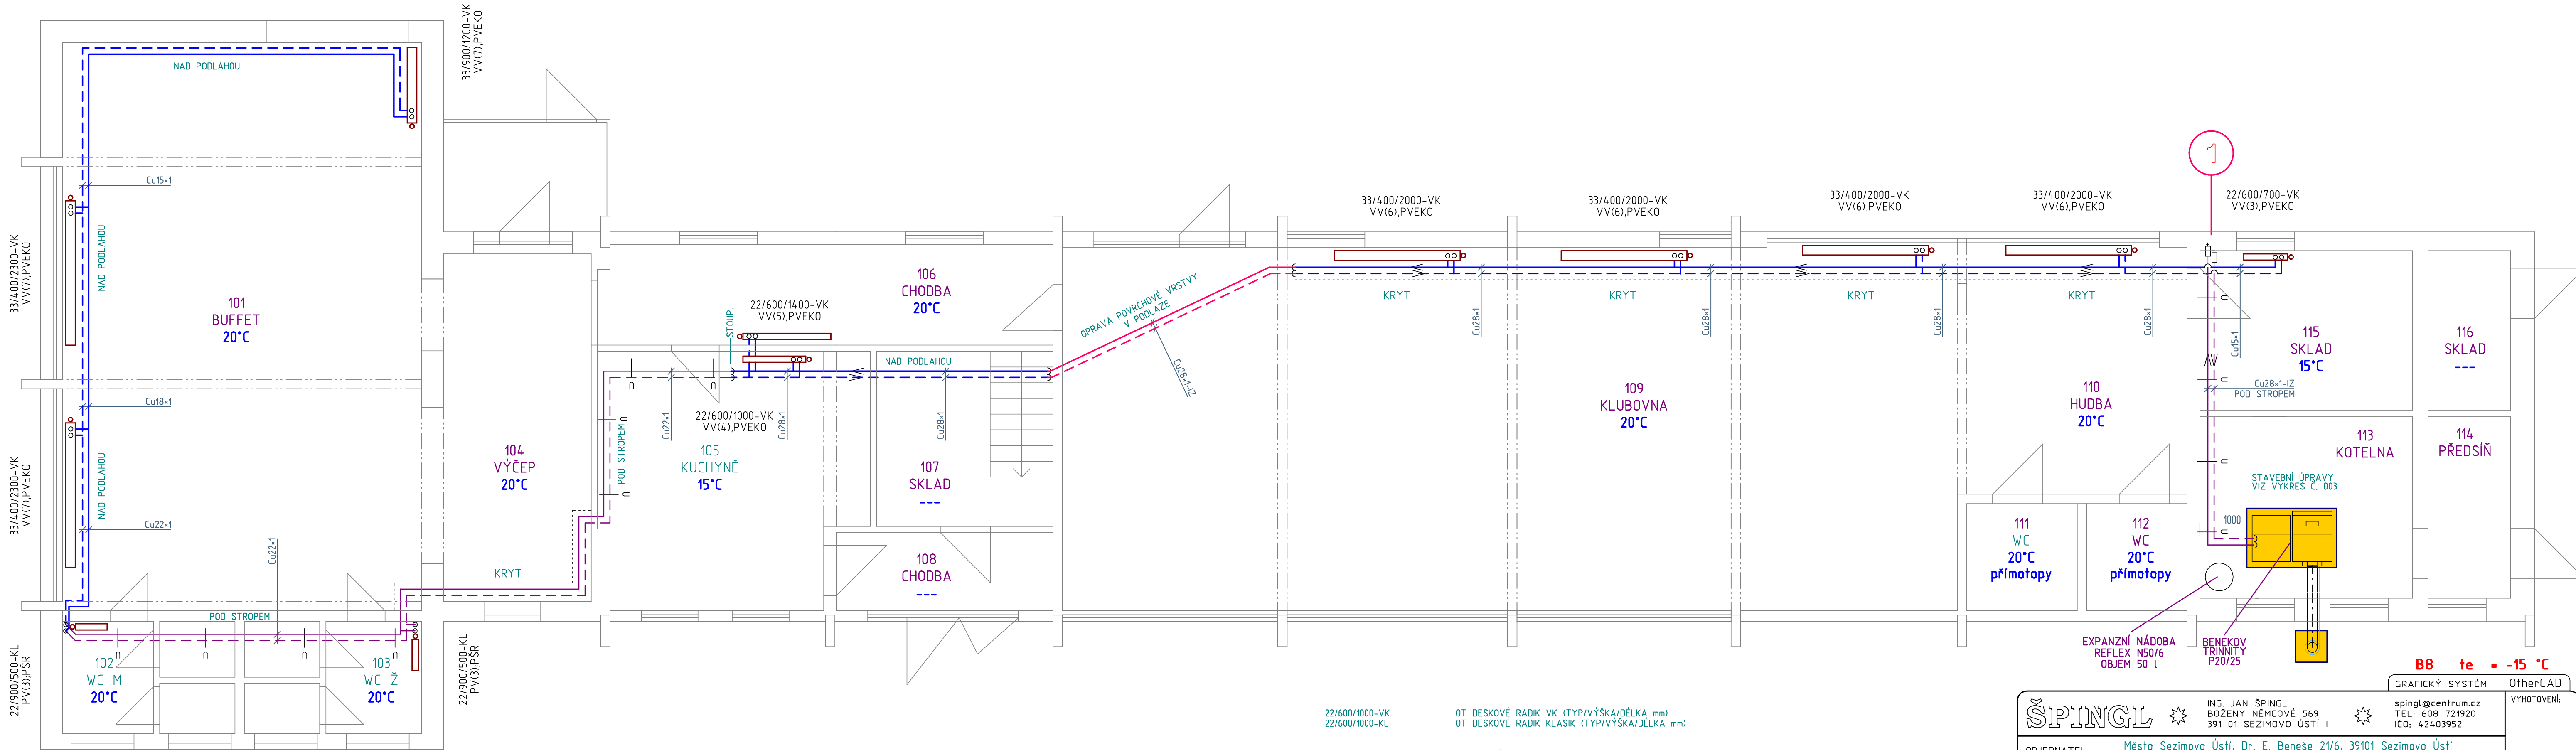 33/900/1200-VK
VV(7),PVEKO
NAD PODLAHOU
Cu15×1
33/400/2300-VK
VV(7),PVEKO
NAD PODLAHOU
101
BUFFET
20°C
Cu18×1
33/400/2300-VK
VV(7),PVEKO
NAD PODLAHOU
Cu22×1
Cu22×1
POD STROPEM
22/900/500-KL
PV(3);PŠR
102
WC M
20°C
103
WC Ž
20°C
22/900/500-KL
PV(3);PŠR
104
VÝČEP
20°C
KRYT
POD STROPEM
Cu22×1
STOUP.
22/600/1400-VK
VV(5),PVEKO
22/600/1000-VK
VV(4),PVEKO
Cu28×1
105
KUCHYNĚ
15°C
106
CHODBA
20°C
NAD PODLAHOU
Cu28×1
107
SKLAD
---
108
CHODBA
---
OPRAVA POVRCHOVÉ VRSTVY
V PODLAZE
Cu28×1-IZ
33/400/2000-VK
VV(6),PVEKO
KRYT
Cu28×1
33/400/2000-VK
VV(6),PVEKO
KRYT
Cu28×1
109
KLUBOVNA
20°C
33/400/2000-VK
VV(6),PVEKO
KRYT
Cu28×1
33/400/2000-VK
VV(6),PVEKO
KRYT
Cu28×1
110
HUDBA
20°C
111
WC
20°C
přímotopy
112
WC
20°C
přímotopy
1
22/600/700-VK
VV(3),PVEKO
Cu15×1
115
SKLAD
15°C
Cu28×1-IZ
POD STROPEM
116
SKLAD
---
113
KOTELNA
114
PŘEDSÍŇ
STAVEBNÍ ÚPRAVY
VIZ VÝKRES Č. 003
1000
EXPANZNÍ NÁDOBA
REFLEX N50/6
OBJEM 50 l
BENEKOV
TRINNITY
P20/25
B8 te = -15 °C
GRAFICKÝ SYSTÉM OtherCAD
22/600/1000-VK OT DESKOVÉ RADIK VK (TYP/VÝŠKA/DÉLKA mm)
22/600/1000-KL OT DESKOVÉ RADIK KLASIK (TYP/VÝŠKA/DÉLKA mm)
ŠPINGL
ING. JAN ŠPINGL
BOŽENY NĚMCOVÉ 569
391 01 SEZIMOVO ÚSTÍ I
spingl@centrum.cz
TEL: 608 721920
IČO: 42403952
VYHOTOVENÍ:
Město Sezimovo Ústí, Dr. E. Beneše 21/6, 39101 Sezimovo Ústí